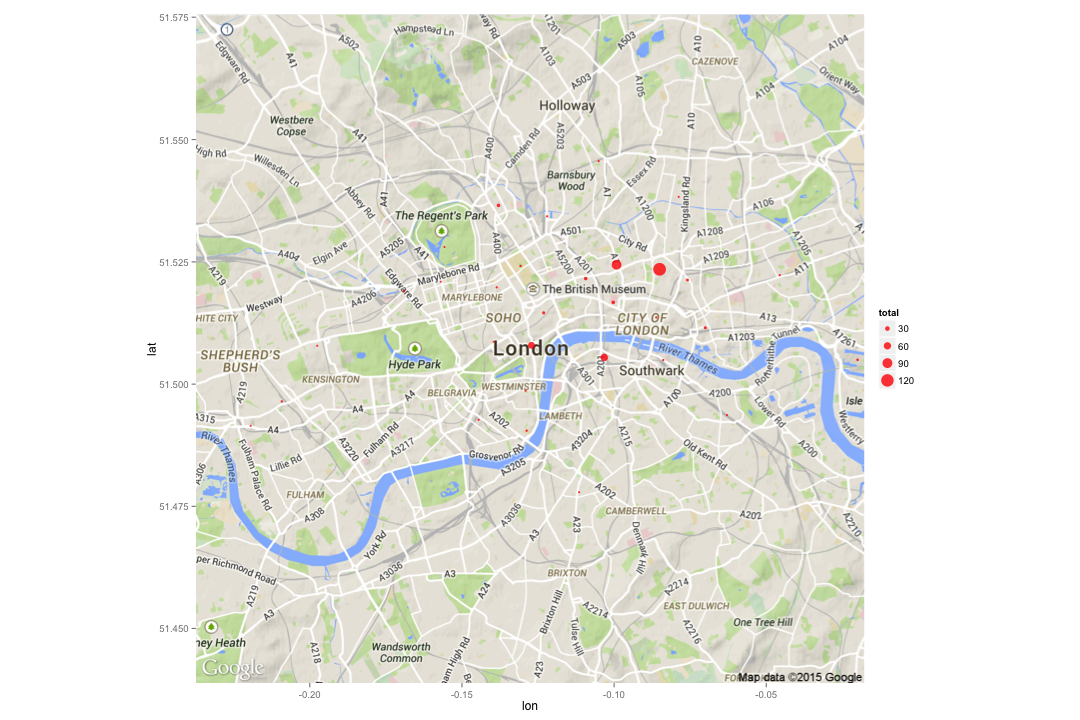 51.575
51.550
51.525
51.500
51.475
51.450
lat
-0.20
-0.15
-0.10
-0.05
lon
total
30
60
90
120
1
Hampstead Ln
A502
A41
Edgware Rd
way Rd
A1201
A103
A503
A503
A105
A10
CAZENOVE
A104
Orient Way
A104
Holloway
Westbere
Copse
A41
High Rd
Willesden Ln
A400
Camden Rd
A5203
A10
Barnsbury
Wood
Essex Rd
A1
A1200
Kingsland Rd
A106
Abbey Rd
A41
The Regent's Park
A501
City Rd
A1208
A1205
A400
A5205
A41
Elgin Ave
A404
A5200
A201
A1209
A11
A219
Marylebone Rd
Edgware Rd
A4206
The British Museum
MARYLEBONE
Westway
HITE CITY
SOHO
CITY OF
LONDON
A13
Tunnel
A1203
A1261
Rotherhithe
London
River Thames
SHEPHERD'S
BUSH
Hyde Park
A201
A301
Southwark
KENSINGTON
BELGRAVIA
WESTMINSTER
A219
A4
A4
A100
A200
Lower Rd
Isle
Westferry
A315
A4
LAMBETH
A202
A3220
Fulham Rd
A3217
A3204
A215
Old Kent Rd
A200
River Thames
Fulham Palace Rd
Lillie Rd
Grosvenor Rd
A3205
A306
FULHAM
A308
A202
CAMBERWELL
A202
A2210
A3036
A3
A23
Denmark Hill
York Rd
per Richmond Road
A3036
A3
BRIXTON
A24
A219
A3
A2214
A2214
EAST DULWICH
Brixton Hill
Tulse Hill
A2216
One Tree Hill
ney Heath
A218
Wandsworth
Common
am High Rd
A23
Google
Map data ©2015 Google